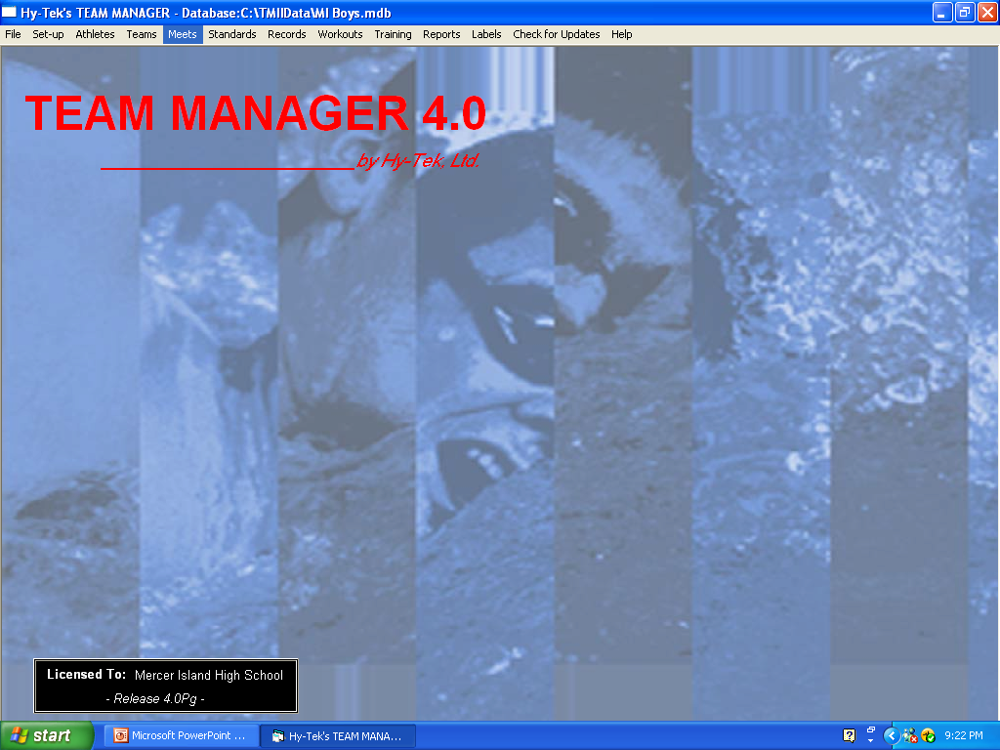 Hy-Tek's TEAM MANAGER - Database:C:\TMIIData\MI Boys.mdb
File Set-up Athletes Teams Meets Standards Records Workouts Training Reports Labels Check for Updates Help
TEAM MANAGER 4.0
by Hy-Tek, Ltd.
Licensed To: Mercer Island High School
- Release 4.0Pg -
start Microsoft PowerPoint ... Hy-Tek's TEAM MANA... 9:22 PM